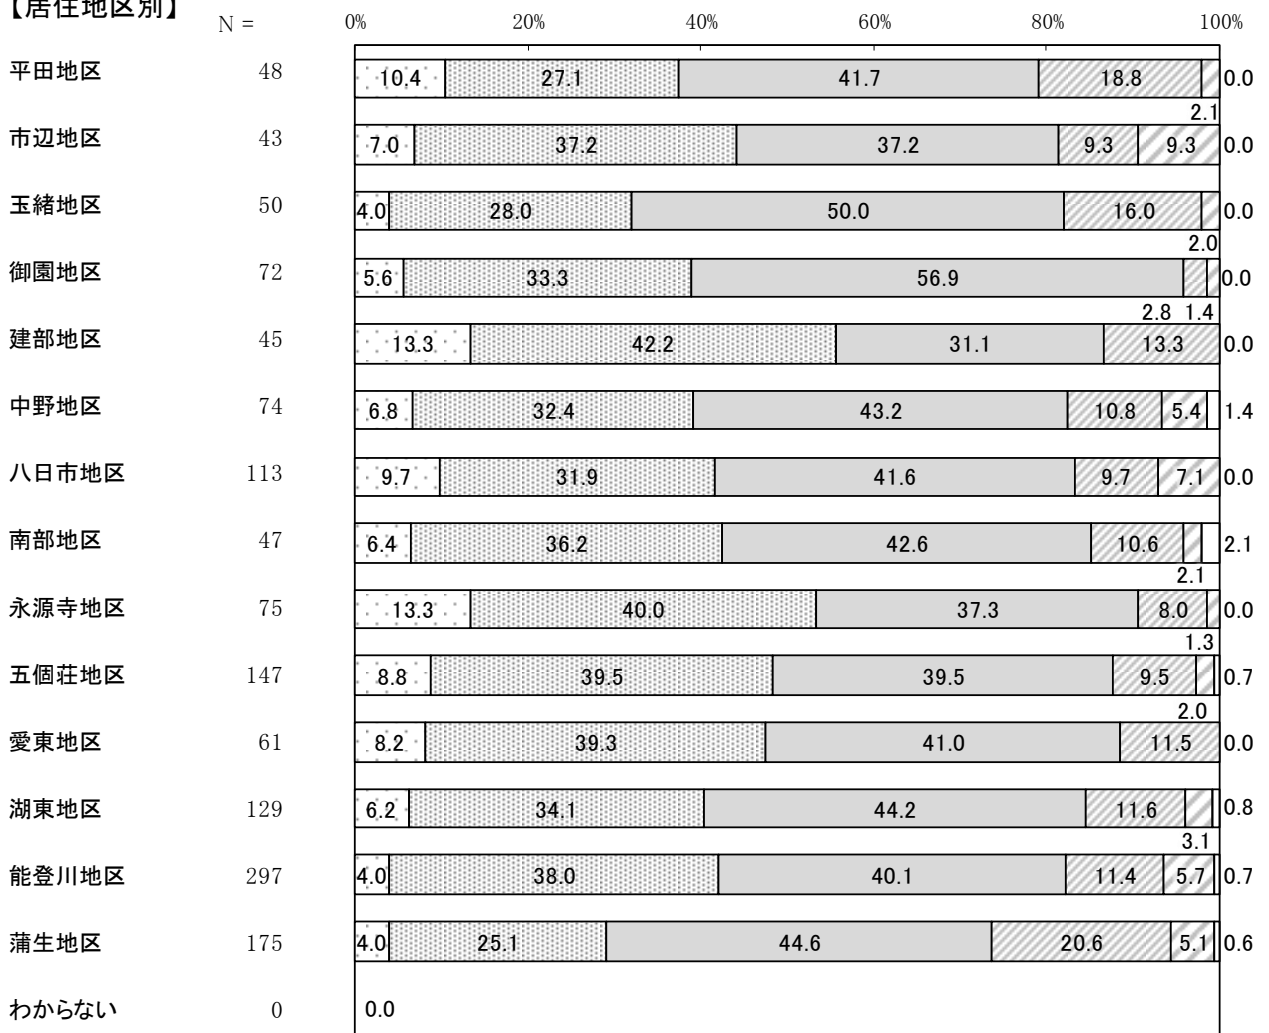 【居住地区別】
N = 0% 20% 40% 60% 80% 100%
平田地区 48 10.4 27.1 41.7 18.8 0.0
2.1
市辺地区 43 7.0 37.2 37.2 9.3 9.3 0.0
玉緒地区 50 4.0 28.0 50.0 16.0 0.0
2.0
御園地区 72 5.6 33.3 56.9 0.0
2.8 1.4
建部地区 45 13.3 42.2 31.1 13.3 0.0
中野地区 74 6.8 32.4 43.2 10.8 5.4 1.4
八日市地区 113 9.7 31.9 41.6 9.7 7.1 0.0
南部地区 47 6.4 36.2 42.6 10.6 2.1
2.1
永源寺地区 75 13.3 40.0 37.3 8.0 0.0
1.3
五個荘地区 147 8.8 39.5 39.5 9.5 0.7
2.0
愛東地区 61 8.2 39.3 41.0 11.5 0.0
湖東地区 129 6.2 34.1 44.2 11.6 0.8
3.1
能登川地区 297 4.0 38.0 40.1 11.4 5.7 0.7
蒲生地区 175 4.0 25.1 44.6 20.6 5.1 0.6
わからない 0 0.0